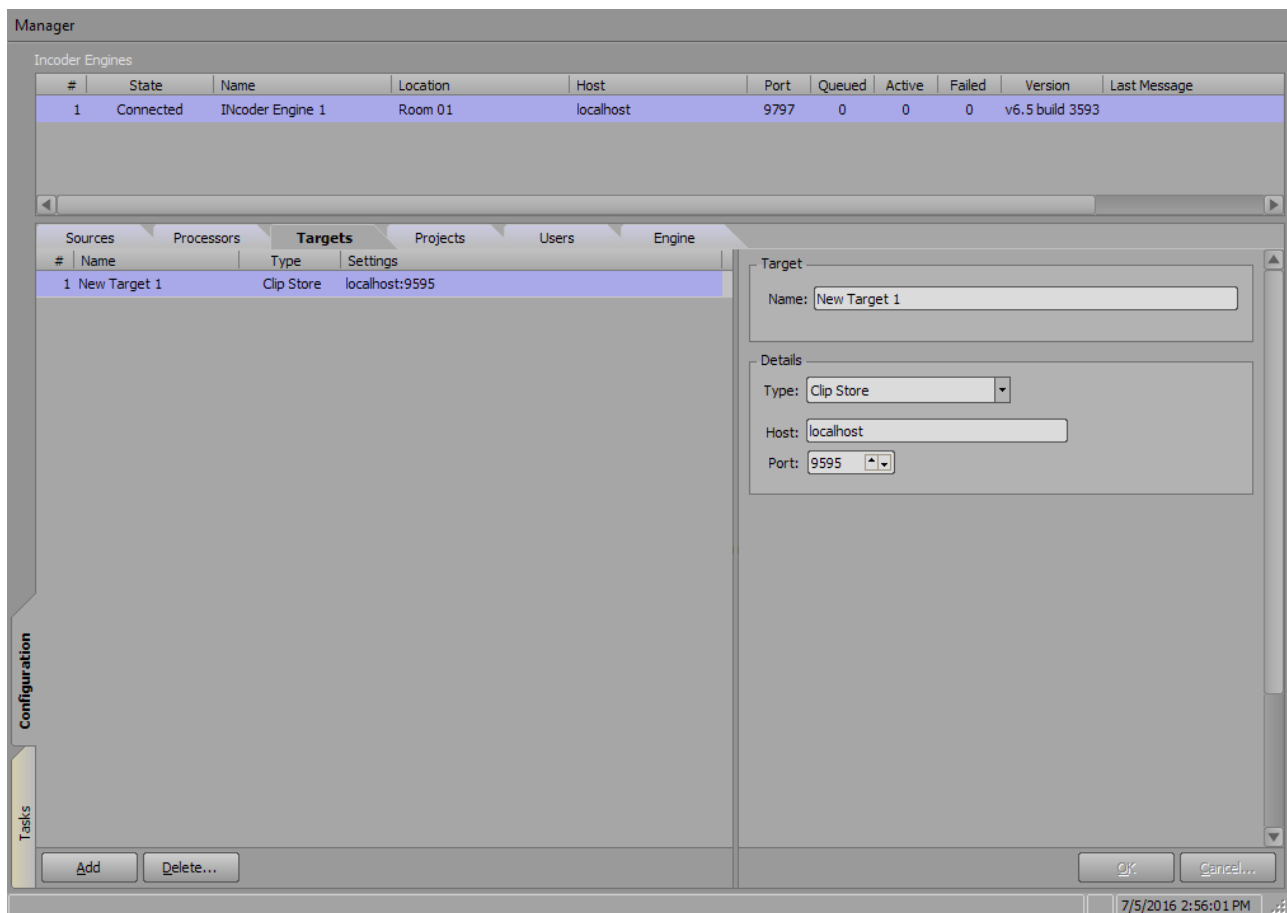 Manager
Incoder Engines
# State Name Location Host Port Queued Active Failed Version Last Message
1 Connected INcoder Engine 1 Room 01 localhost 9797 0 0 0 v6.5 build 3593
Sources Processors Targets Projects Users Engine
# Name Type Settings
1 New Target 1 Clip Store localhost:9595
Target
Name: New Target 1
Details
Type: Clip Store
Host: localhost
Port: 9595
Configuration
Tasks
Add Delete...
OK Cancel...
7/5/2016 2:56:01 PM